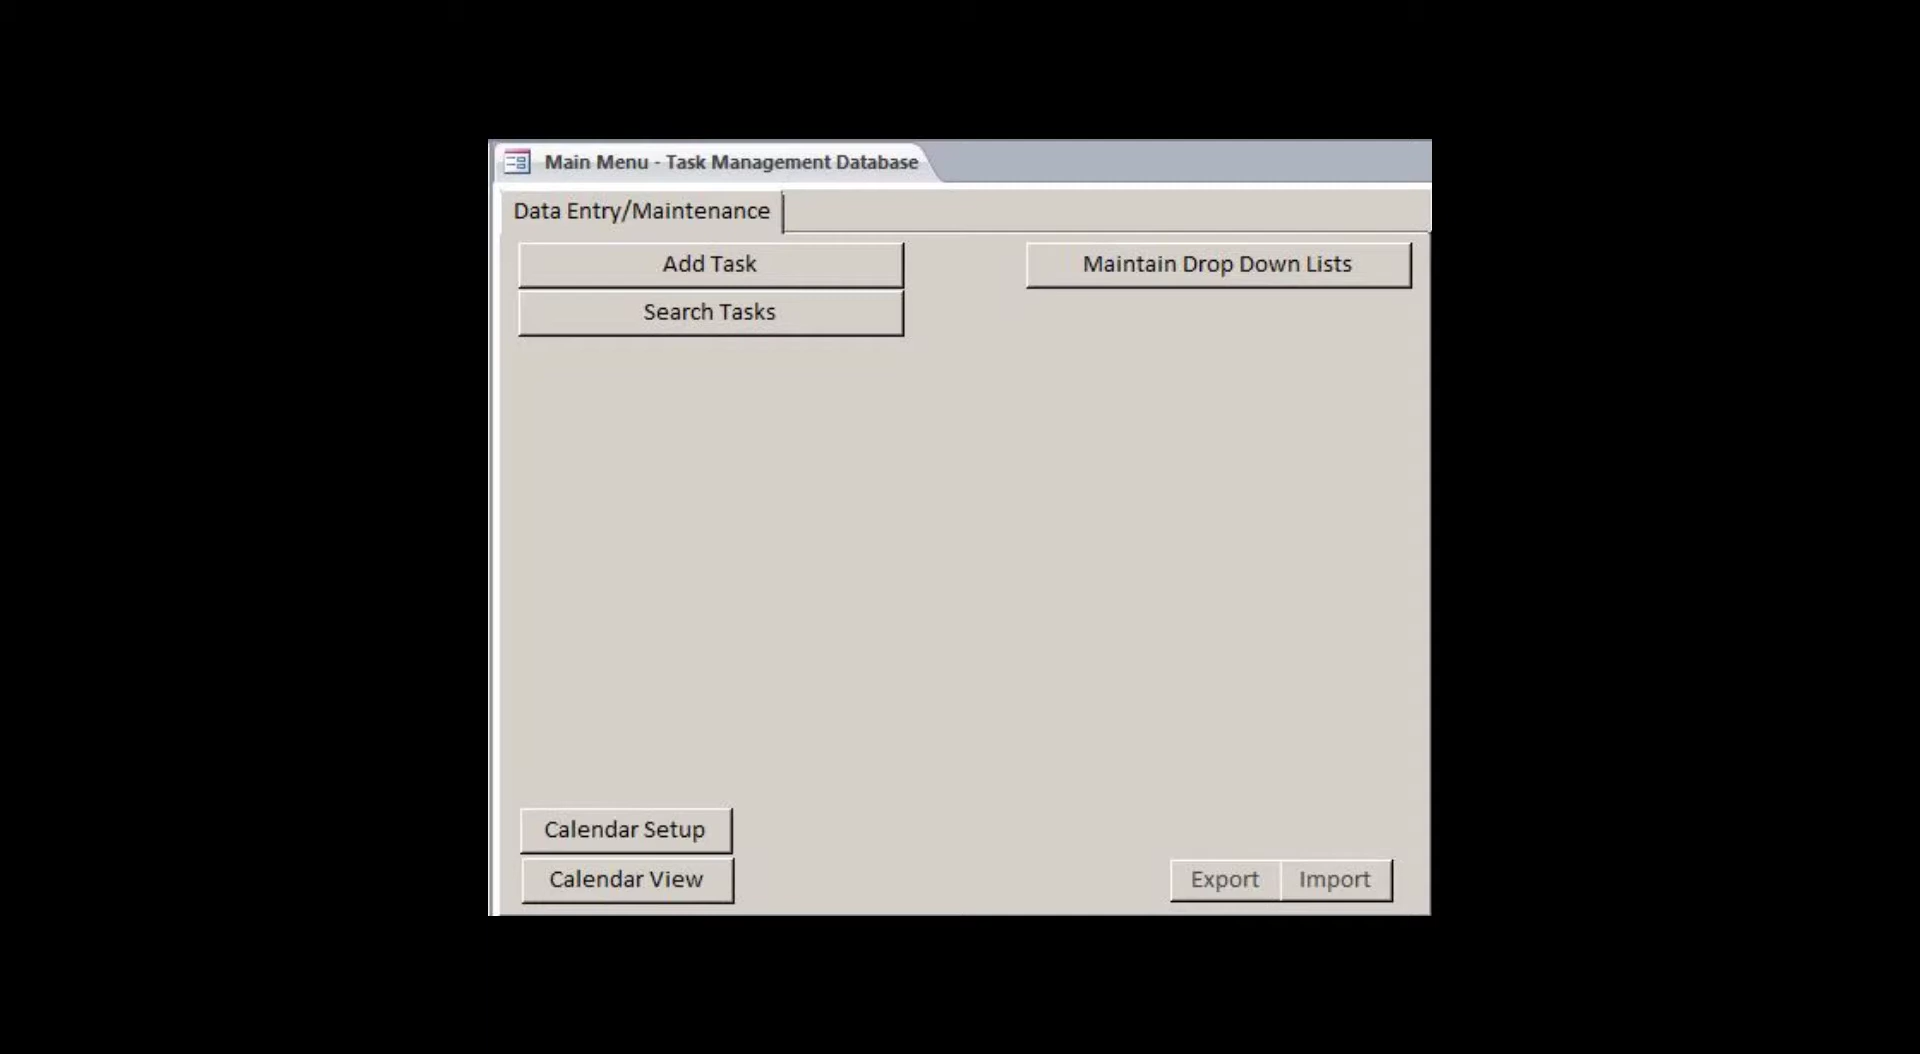 Main Menu - Task Management Database
Data Entry/Maintenance
Add Task
Maintain Drop Down Lists
Search Tasks
Calendar Setup
Calendar View
Export
Import